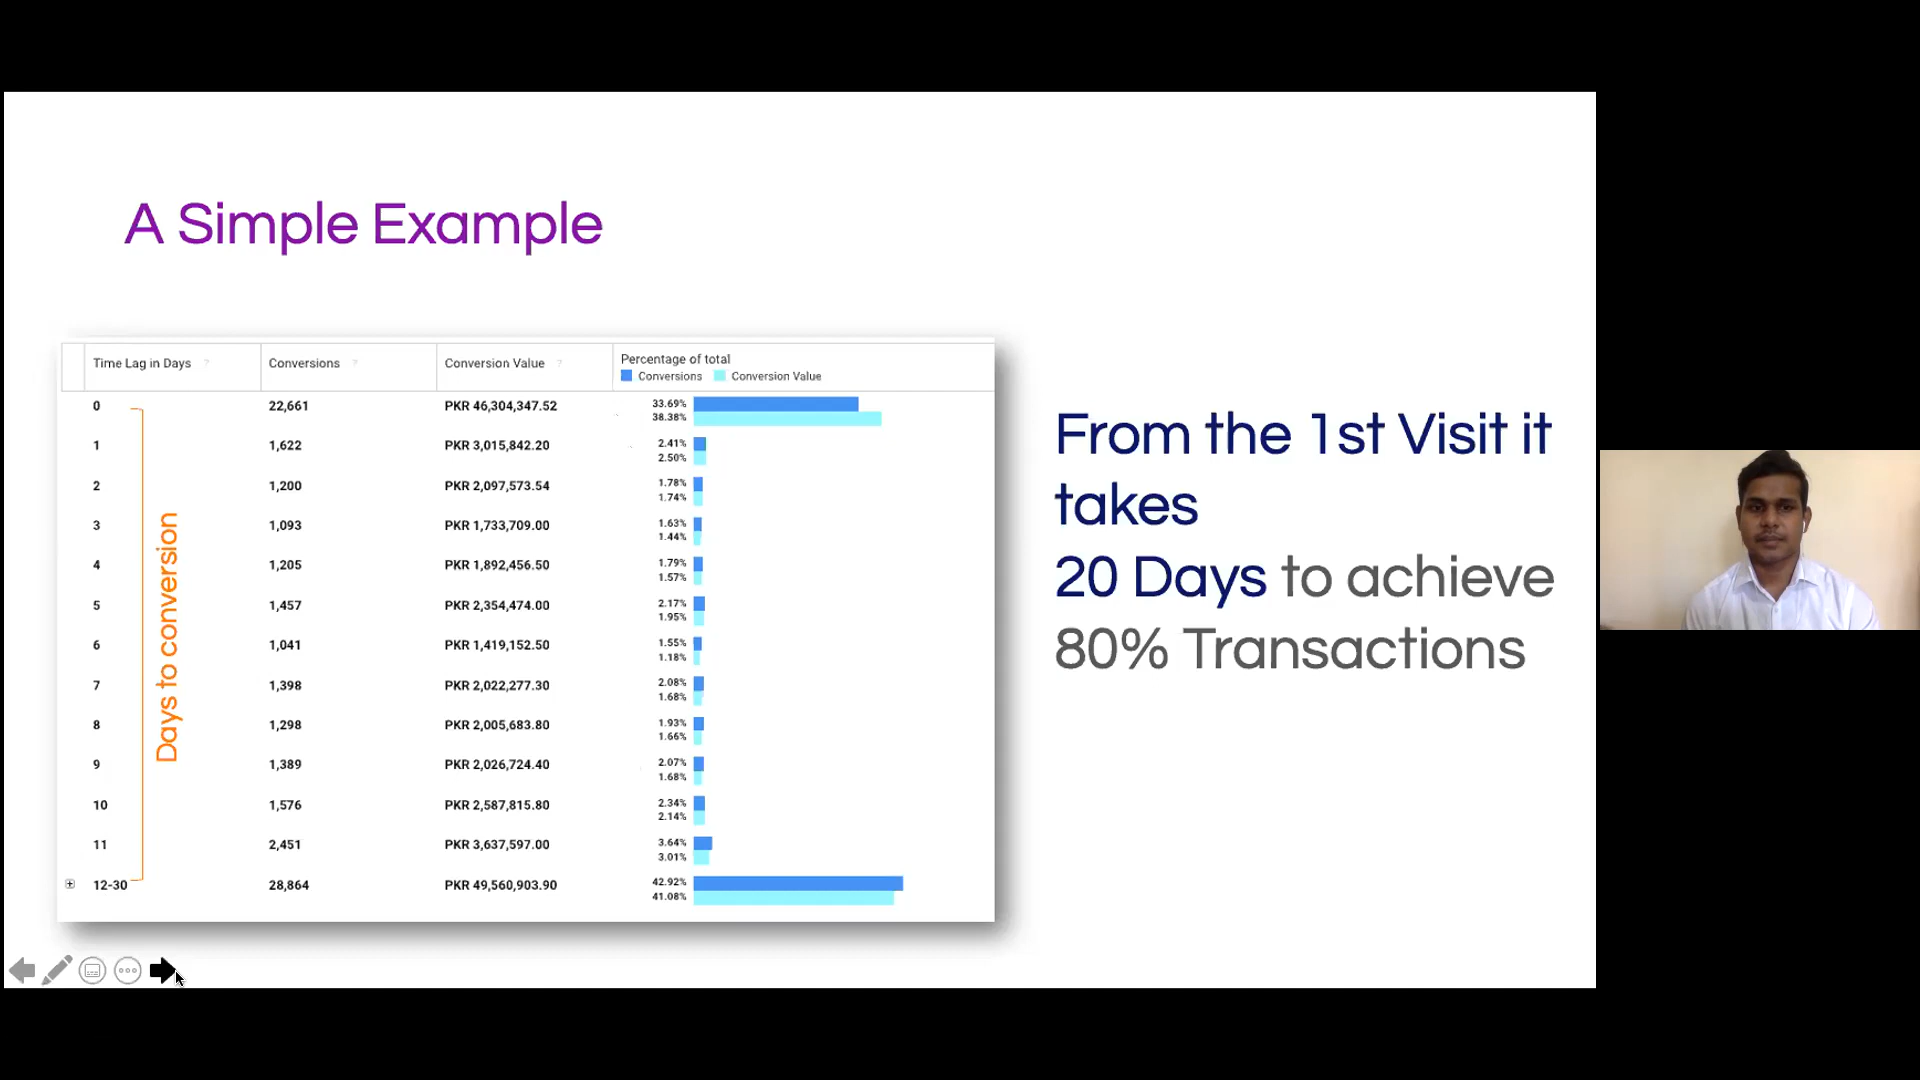 A Simple Example
Time Lag in Days ?
Conversions ?
Conversion Value ?
Percentage of total
Conversions Conversion Value
0 22,661 PKR 46,304,347.52 33.69% 38.38%
1 1,622 PKR 3,015,842.20 2.41% 2.50%
2 1,200 PKR 2,097,573.54 1.78% 1.74%
3 1,093 PKR 1,733,709.00 1.63% 1.44%
4 1,205 PKR 1,892,456.50 1.79% 1.57%
5 1,457 PKR 2,354,474.00 2.17% 1.95%
6 1,041 PKR 1,419,152.50 1.55% 1.18%
7 1,398 PKR 2,022,277.30 2.08% 1.68%
8 1,298 PKR 2,005,683.80 1.93% 1.66%
9 1,389 PKR 2,026,724.40 2.07% 1.68%
10 1,576 PKR 2,587,815.80 2.34% 2.14%
11 2,451 PKR 3,637,597.00 3.64% 3.01%
12-30 28,864 PKR 49,560,903.90 42.92% 41.08%
Days to conversion
From the 1st Visit it
takes
20 Days to achieve
80% Transactions